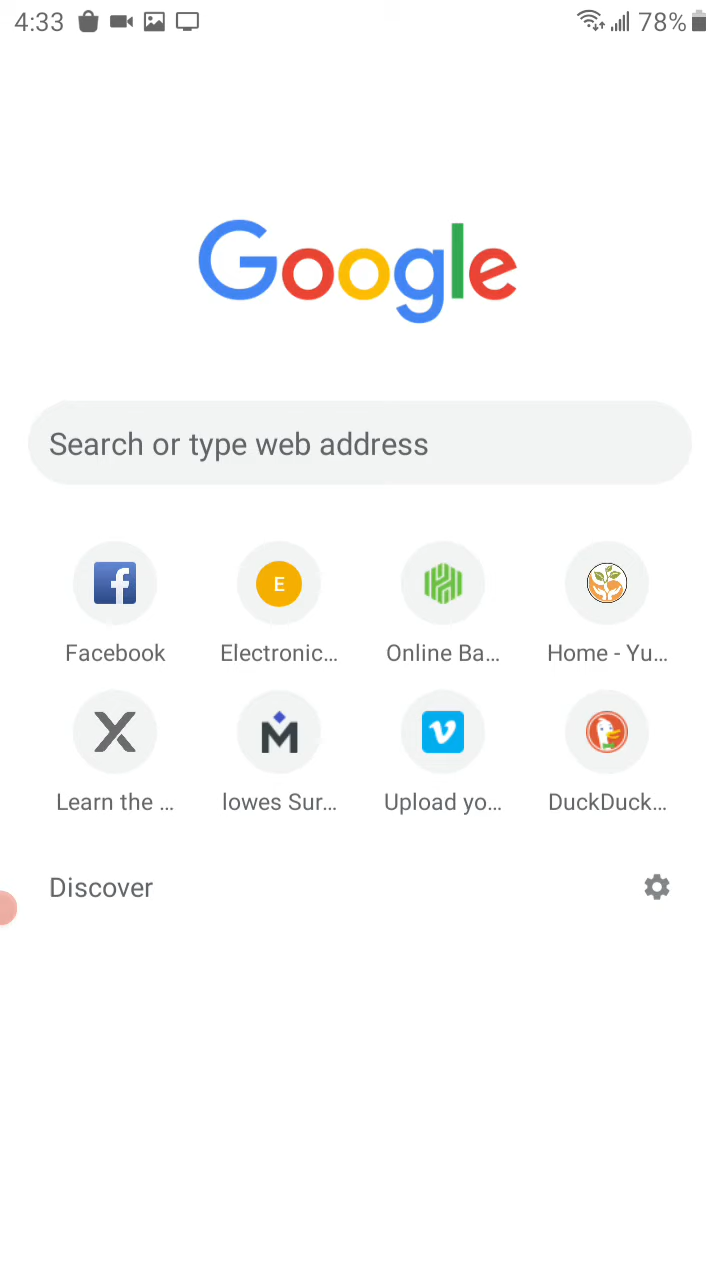 4:33 78%
Google
Search or type web address
Facebook Electronic... Online Ba... Home - Yu...
Learn the ... lowes Sur... Upload yo... DuckDuck...
Discover